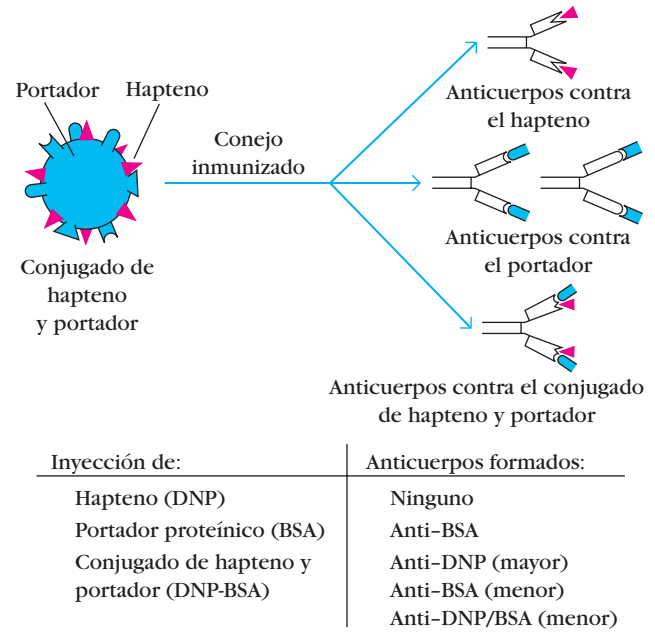 Portador
Hapteno
Conjugado de
hapteno
y portador
Conejo
inmunizado
Anticuerpos contra
el hapteno
Anticuerpos contra
el portador
Anticuerpos contra el conjugado
de hapteno y portador
Inyección de:
Anticuerpos formados:
Hapteno (DNP)
Ninguno
Portador proteínico (BSA)
Anti–BSA
Conjugado de hapteno y
portador (DNP-BSA)
Anti–DNP (mayor)
Anti–BSA (menor)
Anti–DNP/BSA (menor)